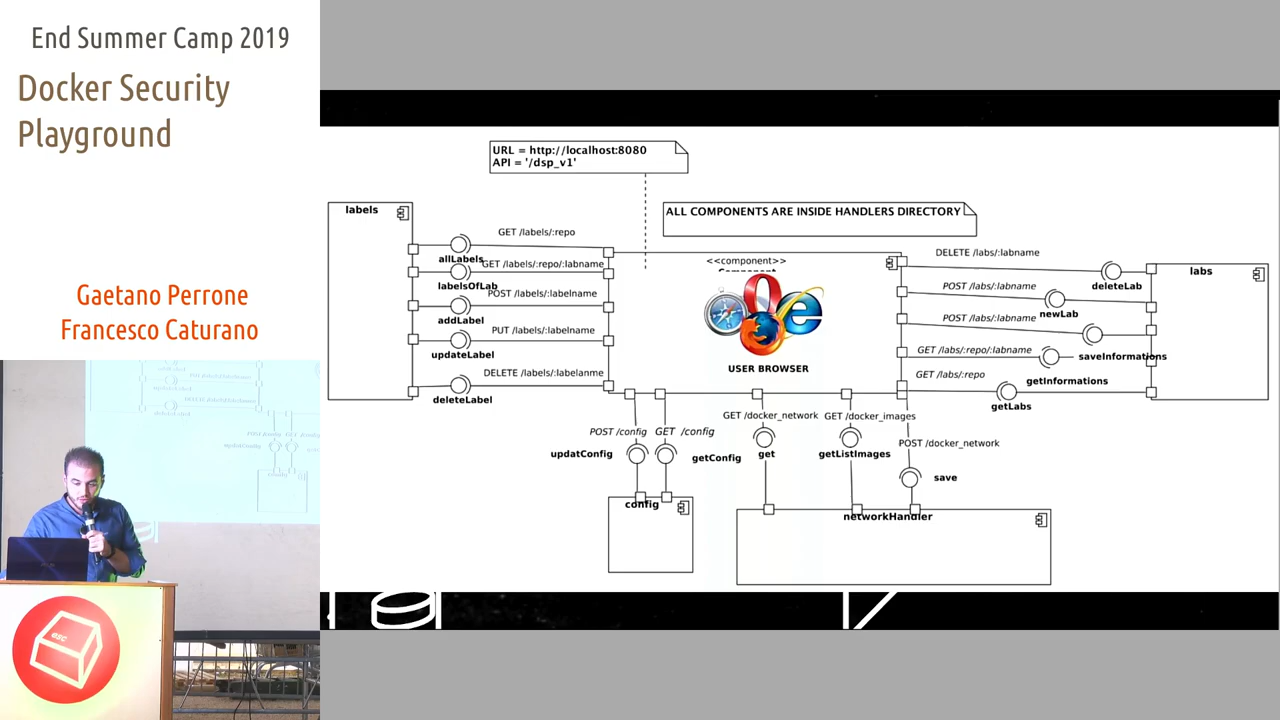 End Summer Camp 2019
Docker Security
Playground
Gaetano Perrone
Francesco Caturano
esc
URL = http://localhost:8080
API = '/dsp_v1'
ALL COMPONENTS ARE INSIDE HANDLERS DIRECTORY
labels
GET /labels/:repo
allLabels
GET /labels/:repo/:labname
labelsOfLab
POST /labels/:labelname
addLabel
PUT /labels/:labelname
updateLabel
DELETE /labels/:labelanme
deleteLabel
<<component>>
Component
USER BROWSER
DELETE /labs/:labname
deleteLab
POST /labs/:labname
newLab
POST /labs/:labname
saveInformations
GET /labs/:repo/:labname
getInformations
GET /labs/:repo
getLabs
labs
POST /config
GET /config
updatConfig
getConfig
config
GET /docker_network
get
GET /docker_images
getListImages
POST /docker_network
save
networkHandler